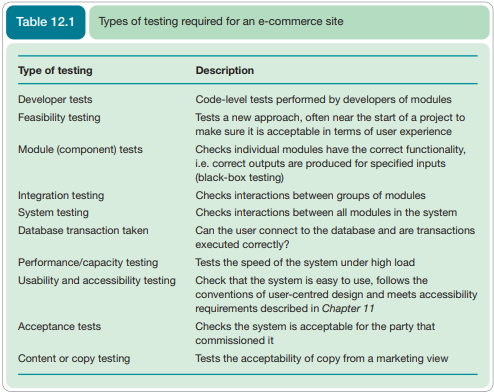 Table 12.1
Types of testing required for an e-commerce site
Type of testing Description
Developer tests Code-level tests performed by developers of modules
Feasibility testing Tests a new approach, often near the start of a project to
make sure it is acceptable in terms of user experience
Module (component) tests Checks individual modules have the correct functionality,
i.e. correct outputs are produced for specified inputs
(black-box testing)
Integration testing Checks interactions between groups of modules
System testing Checks interactions between all modules in the system
Database transaction taken Can the user connect to the database and are transactions
executed correctly?
Performance/capacity testing Tests the speed of the system under high load
Usability and accessibility testing Check that the system is easy to use, follows the
conventions of user-centred design and meets accessibility
requirements described in Chapter 11
Acceptance tests Checks the system is acceptable for the party that
commissioned it
Content or copy testing Tests the acceptability of copy from a marketing view